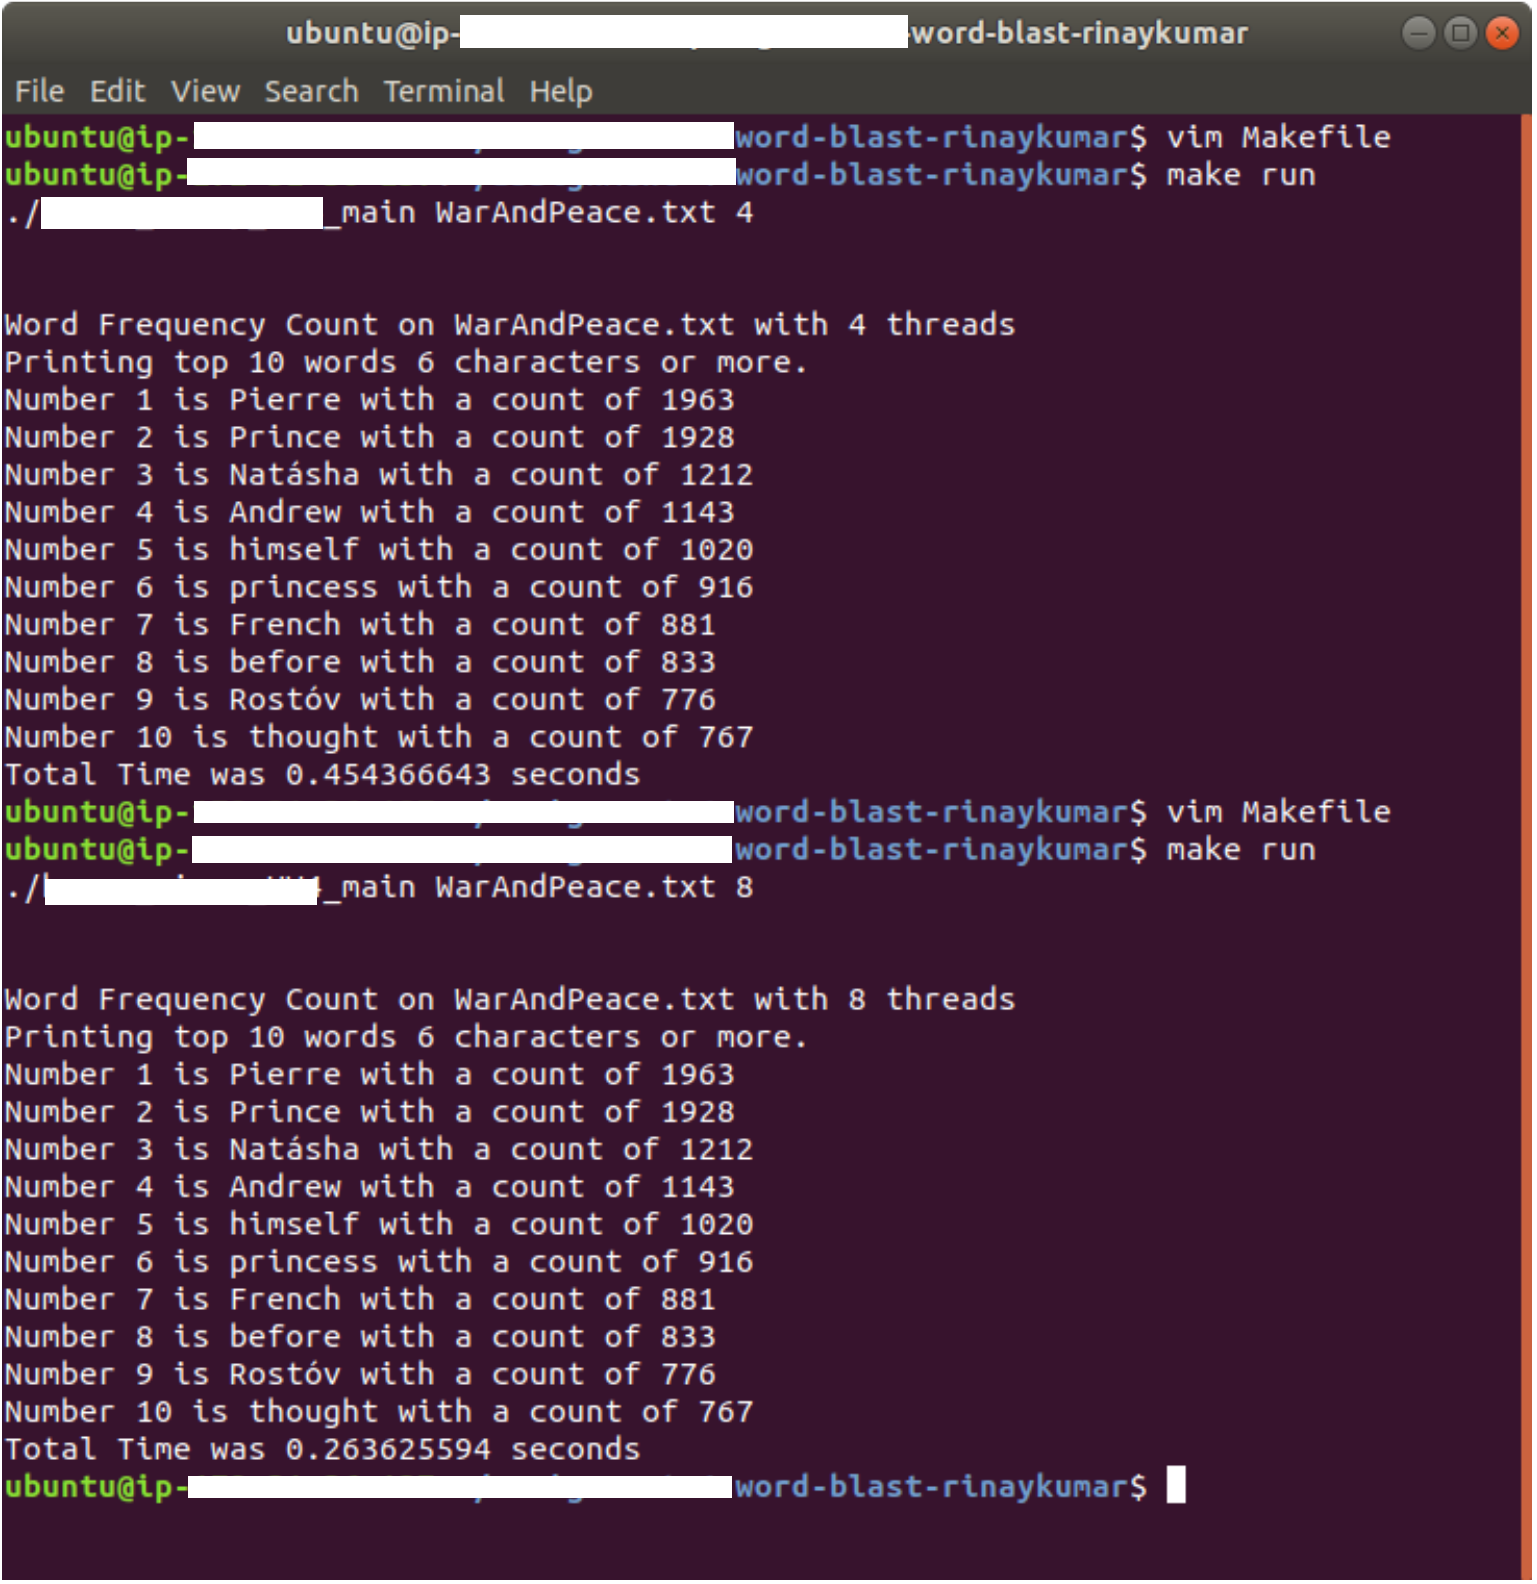 ubuntu@ip- -word-blast-rinaykumar
File Edit View Search Terminal Help
ubuntu@ip- word-blast-rinaykumar$ vim Makefile
ubuntu@ip- word-blast-rinaykumar$ make run
./ _main WarAndPeace.txt 4
Word Frequency Count on WarAndPeace.txt with 4 threads
Printing top 10 words 6 characters or more.
Number 1 is Pierre with a count of 1963
Number 2 is Prince with a count of 1928
Number 3 is Natásha with a count of 1212
Number 4 is Andrew with a count of 1143
Number 5 is himself with a count of 1020
Number 6 is princess with a count of 916
Number 7 is French with a count of 881
Number 8 is before with a count of 833
Number 9 is Rostóv with a count of 776
Number 10 is thought with a count of 767
Total Time was 0.454366643 seconds
ubuntu@ip- word-blast-rinaykumar$ vim Makefile
ubuntu@ip- word-blast-rinaykumar$ make run
./ _main WarAndPeace.txt 8
Word Frequency Count on WarAndPeace.txt with 8 threads
Printing top 10 words 6 characters or more.
Number 1 is Pierre with a count of 1963
Number 2 is Prince with a count of 1928
Number 3 is Natásha with a count of 1212
Number 4 is Andrew with a count of 1143
Number 5 is himself with a count of 1020
Number 6 is princess with a count of 916
Number 7 is French with a count of 881
Number 8 is before with a count of 833
Number 9 is Rostóv with a count of 776
Number 10 is thought with a count of 767
Total Time was 0.263625594 seconds
ubuntu@ip- word-blast-rinaykumar$